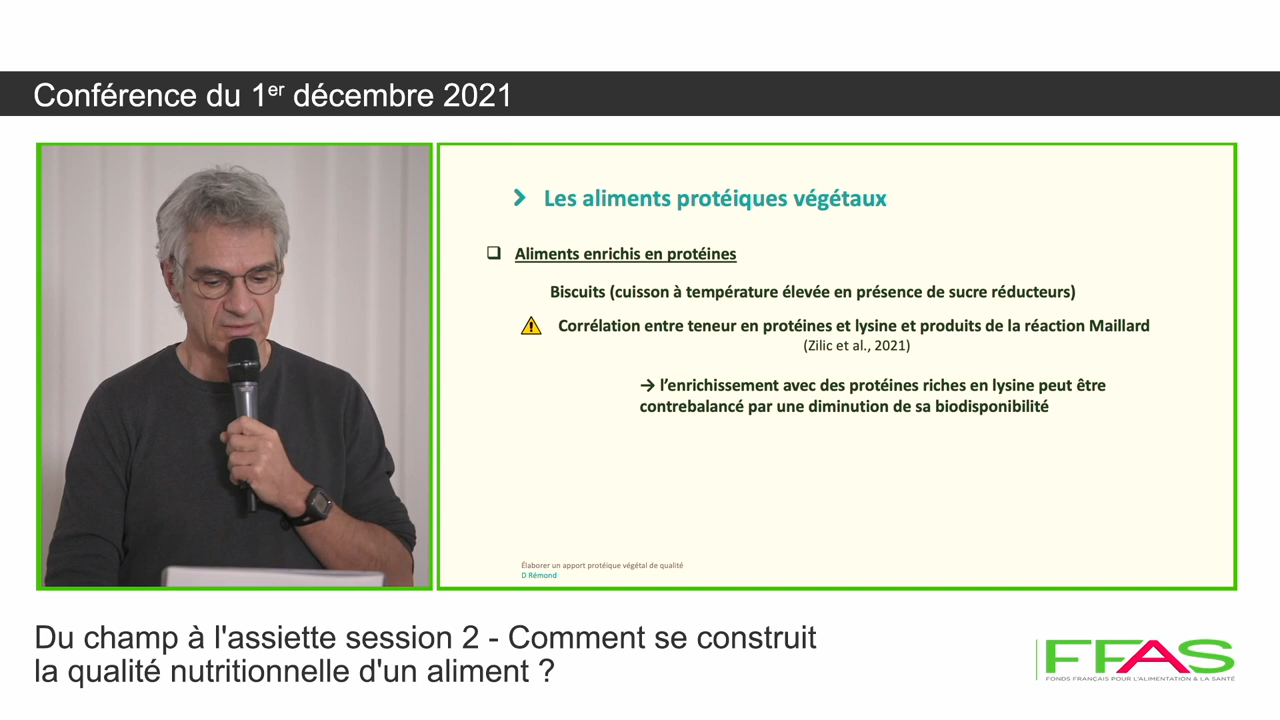 Conférence du 1er décembre 2021
Les aliments protéiques végétaux
Aliments enrichis en protéines
Biscuits (cuisson à température élevée en présence de sucre réducteurs)
Corrélation entre teneur en protéines et lysine et produits de la réaction Maillard
(Zilic et al., 2021)
→ l’enrichissement avec des protéines riches en lysine peut être
contrebalancé par une diminution de sa biodisponibilité
Élaborer un apport protéique végétal de qualité
D Rémond
Du champ à l'assiette session 2 - Comment se construit
la qualité nutritionnelle d'un aliment ?
FFAS
FONDS FRANÇAIS POUR L'ALIMENTATION & LA SANTÉ